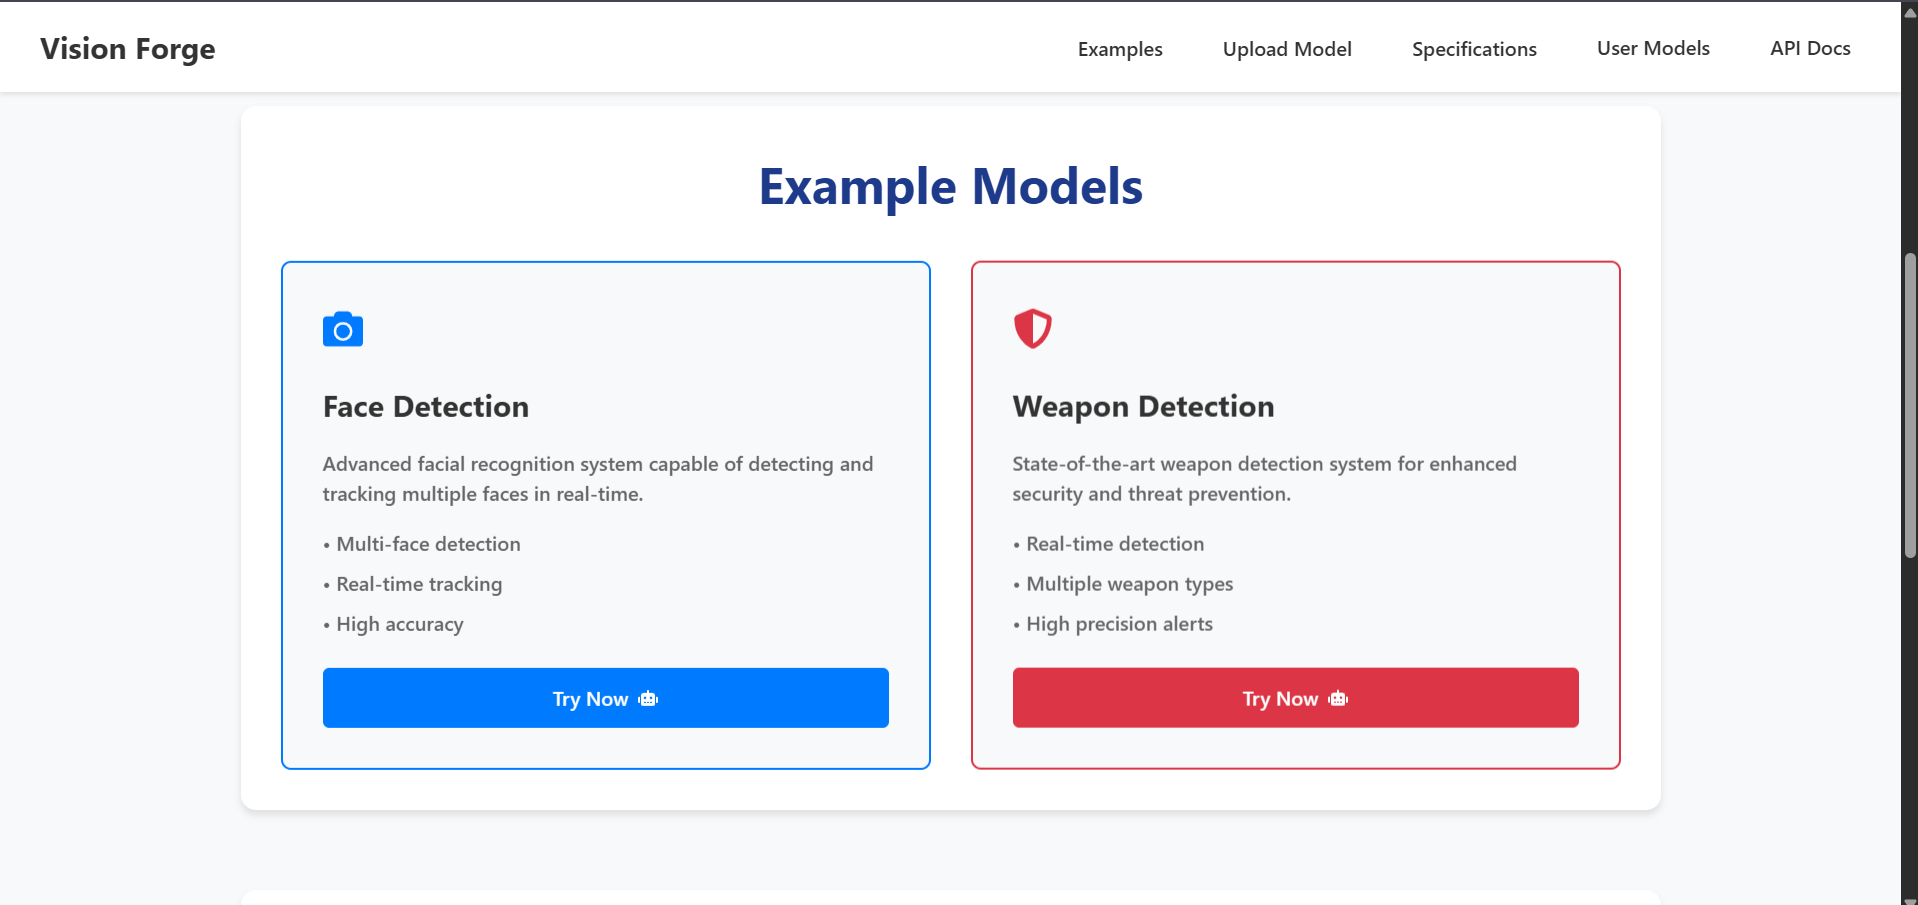 Vision Forge
Examples
Upload Model
Specifications
User Models
API Docs
Example Models
Face Detection
Advanced facial recognition system capable of detecting and
tracking multiple faces in real-time.
• Multi-face detection
• Real-time tracking
• High accuracy
Try Now
Weapon Detection
State-of-the-art weapon detection system for enhanced
security and threat prevention.
• Real-time detection
• Multiple weapon types
• High precision alerts
Try Now